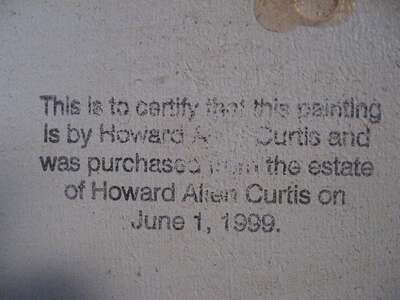 This is to certify that this painting
is by Howard Allen Curtis and
was purchased from the estate
of Howard Allen Curtis on
June 1, 1999.